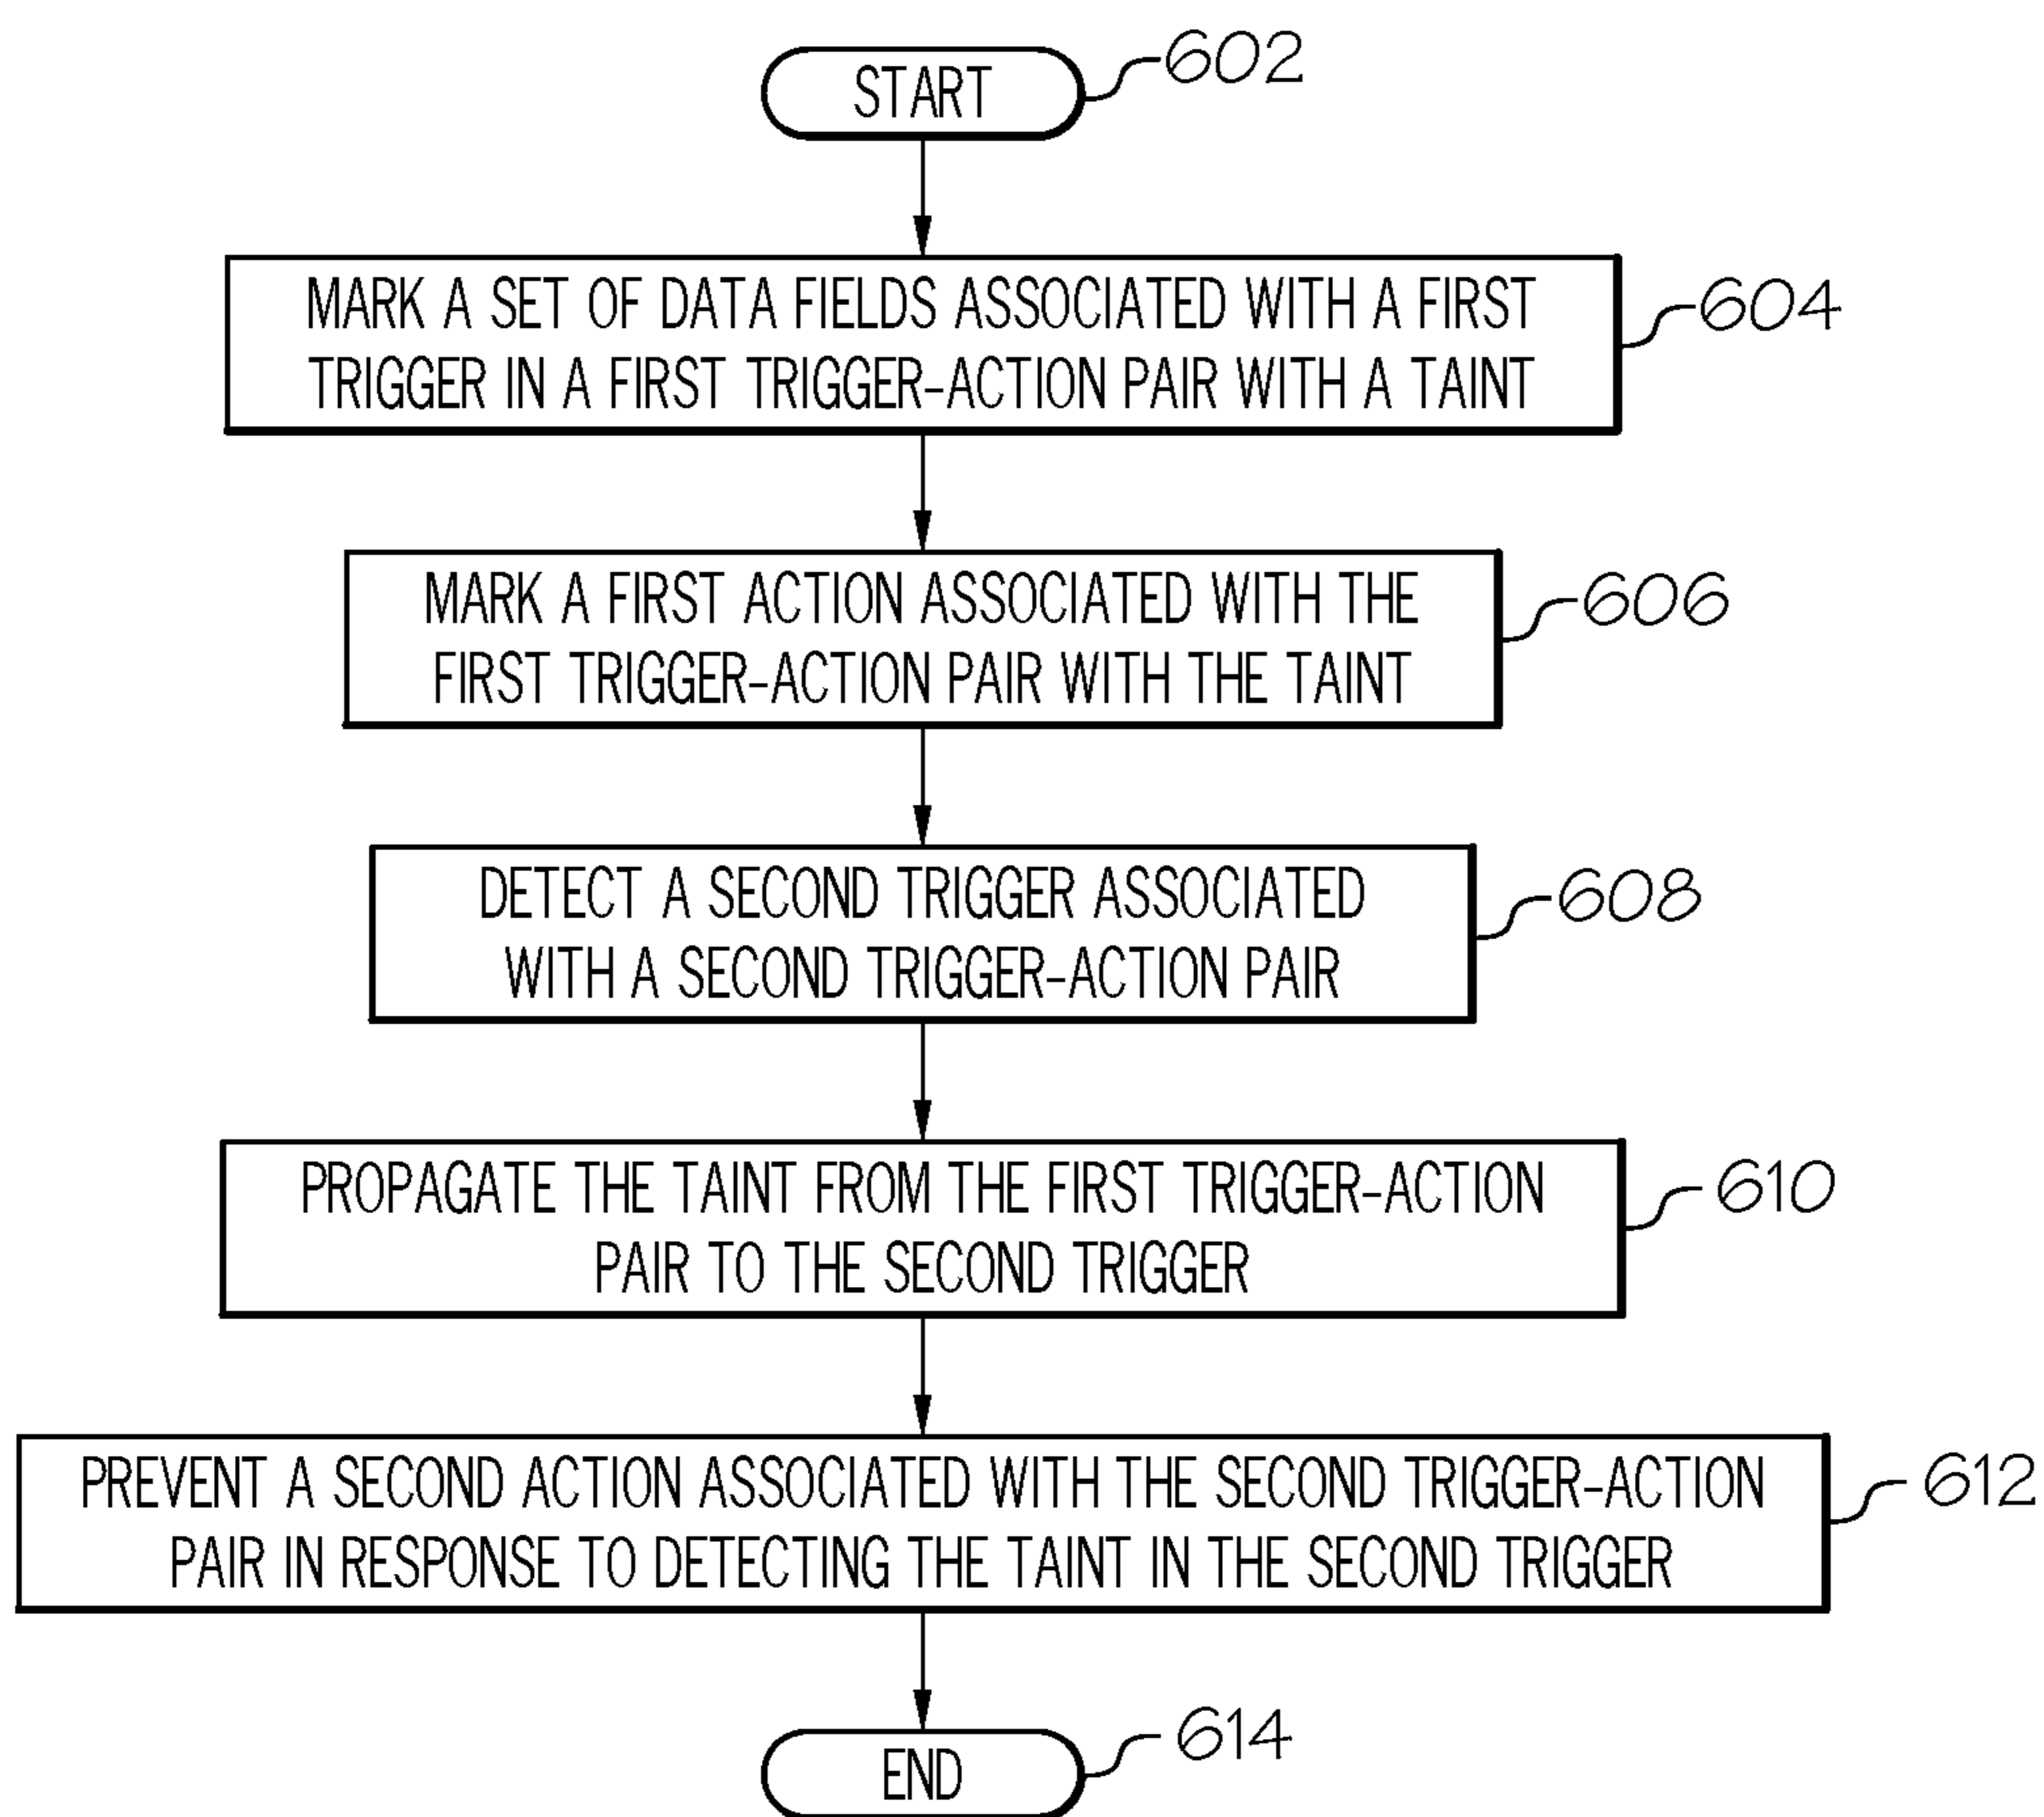 START
602
MARK A SET OF DATA FIELDS ASSOCIATED WITH A FIRST
TRIGGER IN A FIRST TRIGGER-ACTION PAIR WITH A TAINT
604
MARK A FIRST ACTION ASSOCIATED WITH THE
FIRST TRIGGER-ACTION PAIR WITH THE TAINT
606
DETECT A SECOND TRIGGER ASSOCIATED
WITH A SECOND TRIGGER-ACTION PAIR
608
PROPAGATE THE TAINT FROM THE FIRST TRIGGER-ACTION
PAIR TO THE SECOND TRIGGER
610
PREVENT A SECOND ACTION ASSOCIATED WITH THE SECOND TRIGGER-ACTION
PAIR IN RESPONSE TO DETECTING THE TAINT IN THE SECOND TRIGGER
612
END
614